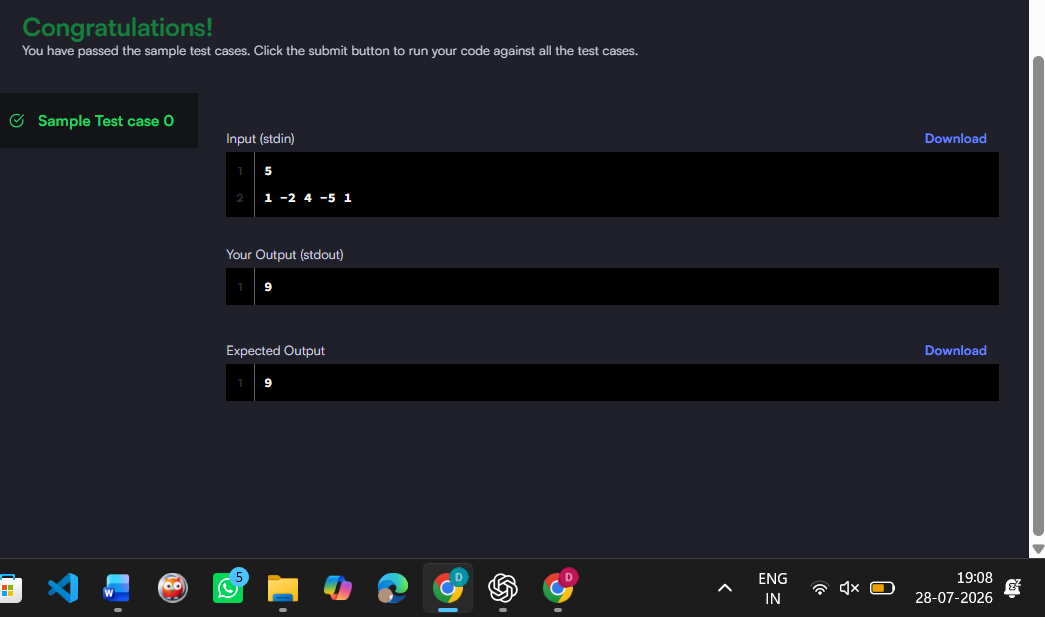 Congratulations!
You have passed the sample test cases. Click the submit button to run your code against all the test cases.
Sample Test case 0
Input (stdin)
Download
1 5
2 1 -2 4 -5 1
Your Output (stdout)
1 9
Expected Output
Download
1 9
W
5
D
D
ENG
IN
19:08
28-07-2026